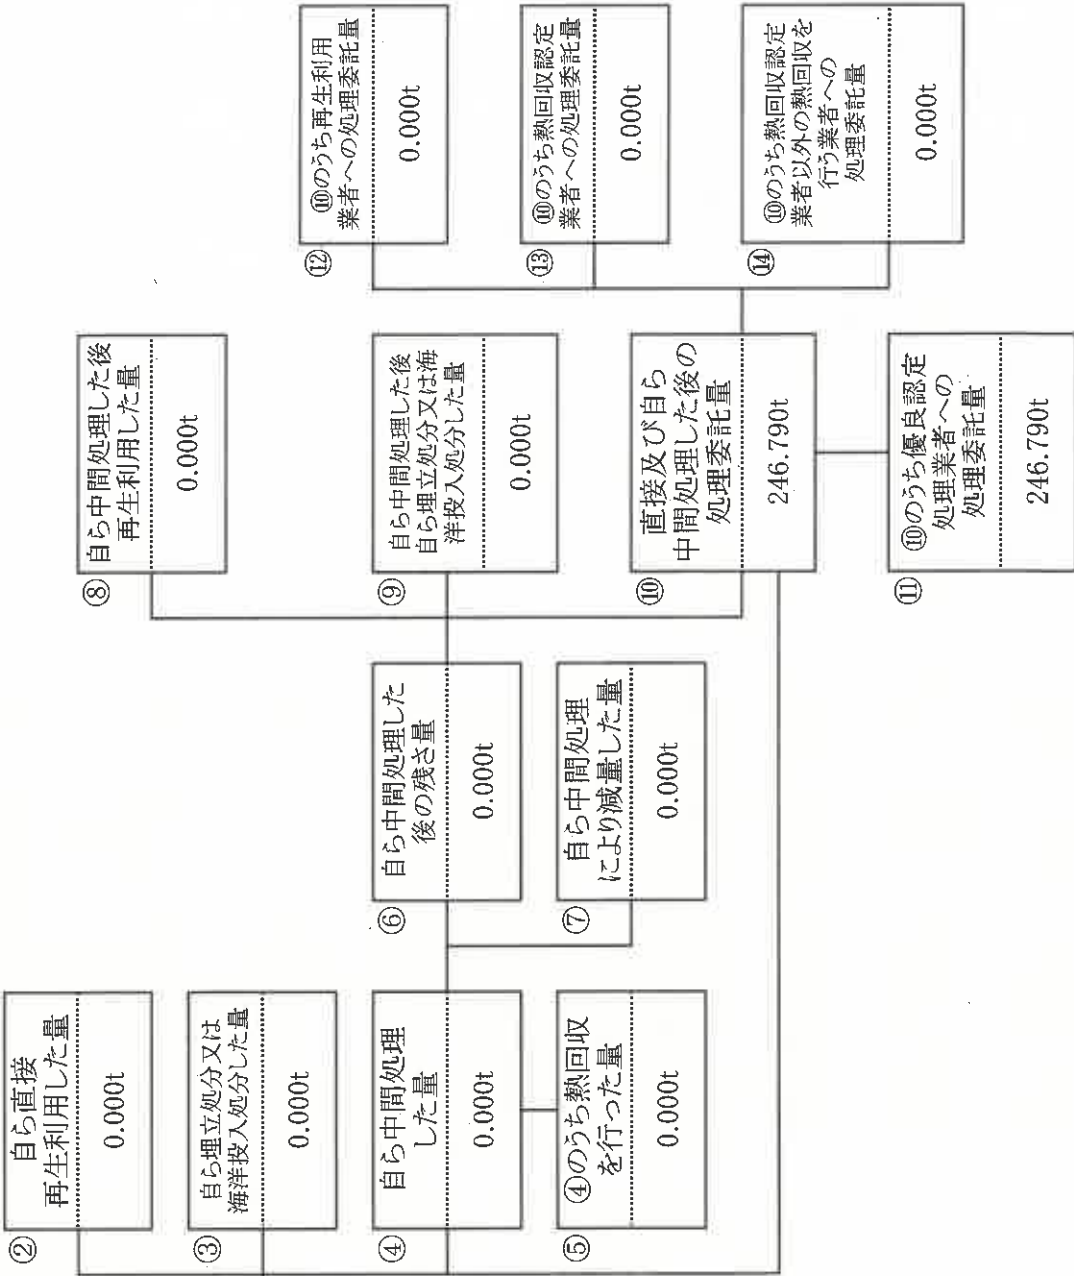 ②
自ら直接
再生利用した量
0.000t
③
自ら埋立処分又は
海洋投入処分した量
0.000t
④
自ら中間処理
した量
0.000t
⑤
④のうち熱回収
を行った量
0.000t
⑥
自ら中間処理した
後の残さ量
0.000t
⑦
自ら中間処理
により減量した量
0.000t
⑧
自ら中間処理した後
再生利用した量
0.000t
⑨
自ら中間処理した後
自ら埋立処分又は海
洋投入処分した量
0.000t
⑩
直接及び自ら
中間処理した後の
処理委託量
246.790t
⑪
⑩のうち優良認定
処理業者への
処理委託量
246.790t
⑫
⑩のうち再生利用
業者への処理委託量
0.000t
⑬
⑩のうち熱回収認定
業者への処理委託量
0.000t
⑭
⑩のうち熱回収認定
業者以外の熱回収を
行う業者への
処理委託量
0.000t